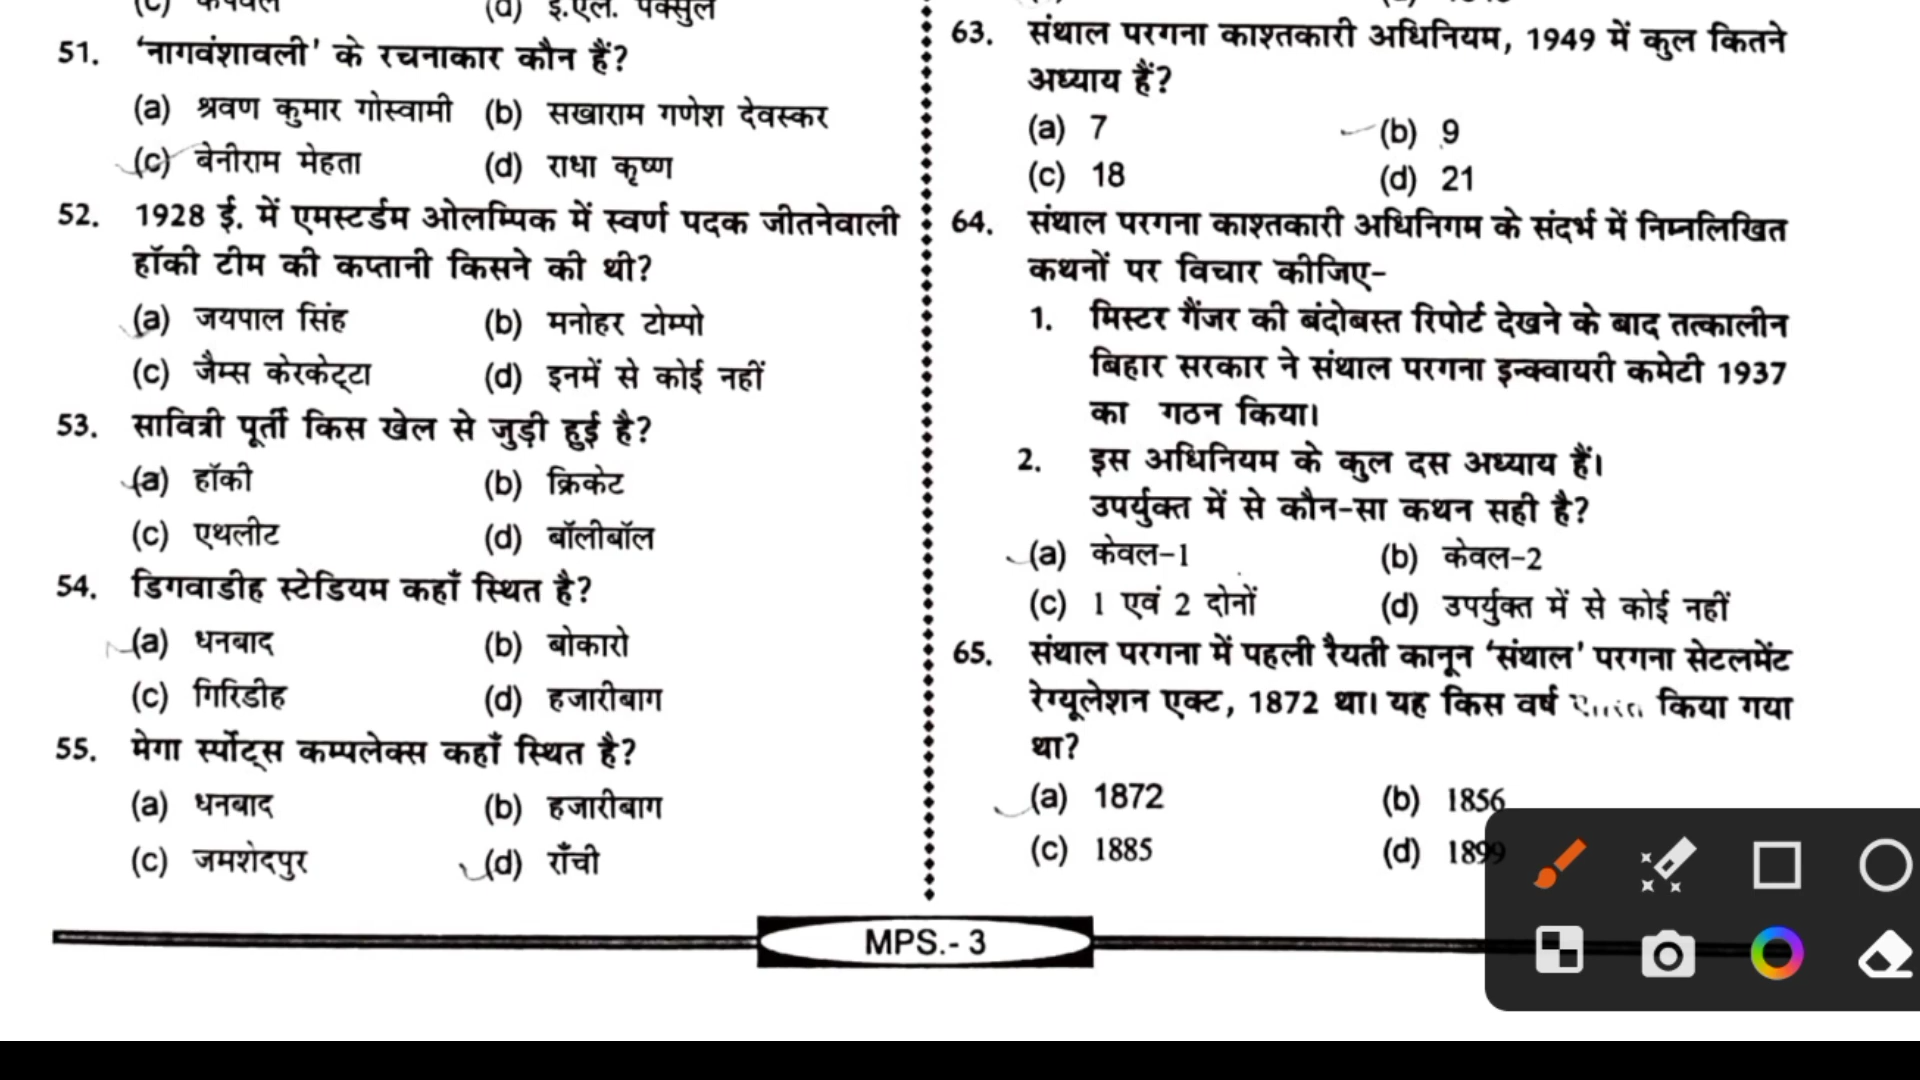 51. 'नागवंशावली' के रचनाकार कौन हैं?
(a) श्रवण कुमार गोस्वामी (b) सखाराम गणेश देवस्कर
(c) बेनीराम मेहता (d) राधा कृष्ण
52. 1928 ई. में एमस्टर्डम ओलम्पिक में स्वर्ण पदक जीतनेवाली
हॉकी टीम की कप्तानी किसने की थी?
(a) जयपाल सिंह (b) मनोहर टोम्पो
(c) जैम्स केरकेट्टा (d) इनमें से कोई नहीं
53. सावित्री पूर्ती किस खेल से जुड़ी हुई है?
(a) हॉकी (b) क्रिकेट
(c) एथलीट (d) बॉलीबॉल
54. डिगवाडीह स्टेडियम कहाँ स्थित है?
(a) धनबाद (b) बोकारो
(c) गिरिडीह (d) हजारीबाग
55. मेगा र्स्पोट्स कम्पलेक्स कहाँ स्थित है?
(a) धनबाद (b) हजारीबाग
(c) जमशेदपुर (d) राँची
63. संथाल परगना काश्तकारी अधिनियम, 1949 में कुल कितने
अध्याय हैं?
(a) 7 (b) 9
(c) 18 (d) 21
64. संथाल परगना काश्तकारी अधिनिगम के संदर्भ में निम्नलिखित
कथनों पर विचार कीजिए-
1. मिस्टर गैंजर की बंदोबस्त रिपोर्ट देखने के बाद तत्कालीन
बिहार सरकार ने संथाल परगना इन्क्वायरी कमेटी 1937
का गठन किया।
2. इस अधिनियम के कुल दस अध्याय हैं।
उपर्युक्त में से कौन-सा कथन सही है?
(a) केवल-1 (b) केवल-2
(c) 1 एवं 2 दोनों (d) उपर्युक्त में से कोई नहीं
65. संथाल परगना में पहली रैयती कानून 'संथाल' परगना सेटलमेंट
रेग्यूलेशन एक्ट, 1872 था। यह किस वर्ष किया गया
था?
(a) 1872 (b) 1856
(c) 1885 (d) 1899
MPS.- 3